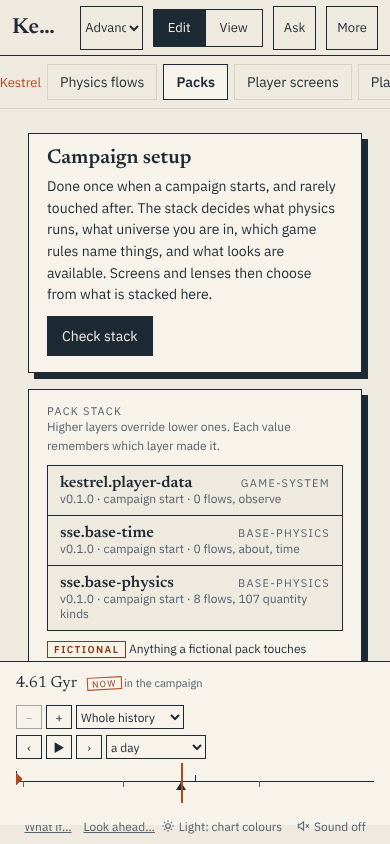 Ke...
Advanc
Edit
View
Ask
More
Kestrel
Physics flows
Packs
Player screens
Pla
Campaign setup
Done once when a campaign starts, and rarely
touched after. The stack decides what physics
runs, what universe you are in, which game
rules name things, and what looks are
available. Screens and lenses then choose
from what is stacked here.
Check stack
PACK STACK
Higher layers override lower ones. Each value
remembers which layer made it.
kestrel.player-data GAME-SYSTEM
v0.1.0 · campaign start · 0 flows, observe
sse.base-time BASE-PHYSICS
v0.1.0 · campaign start · 0 flows, about, time
sse.base-physics BASE-PHYSICS
v0.1.0 · campaign start · 8 flows, 107 quantity
kinds
FICTIONAL Anything a fictional pack touches
4.61 Gyr NOW in the campaign
− + Whole history
‹ ▶ › a day
What if... Look ahead... Light: chart colours Sound off